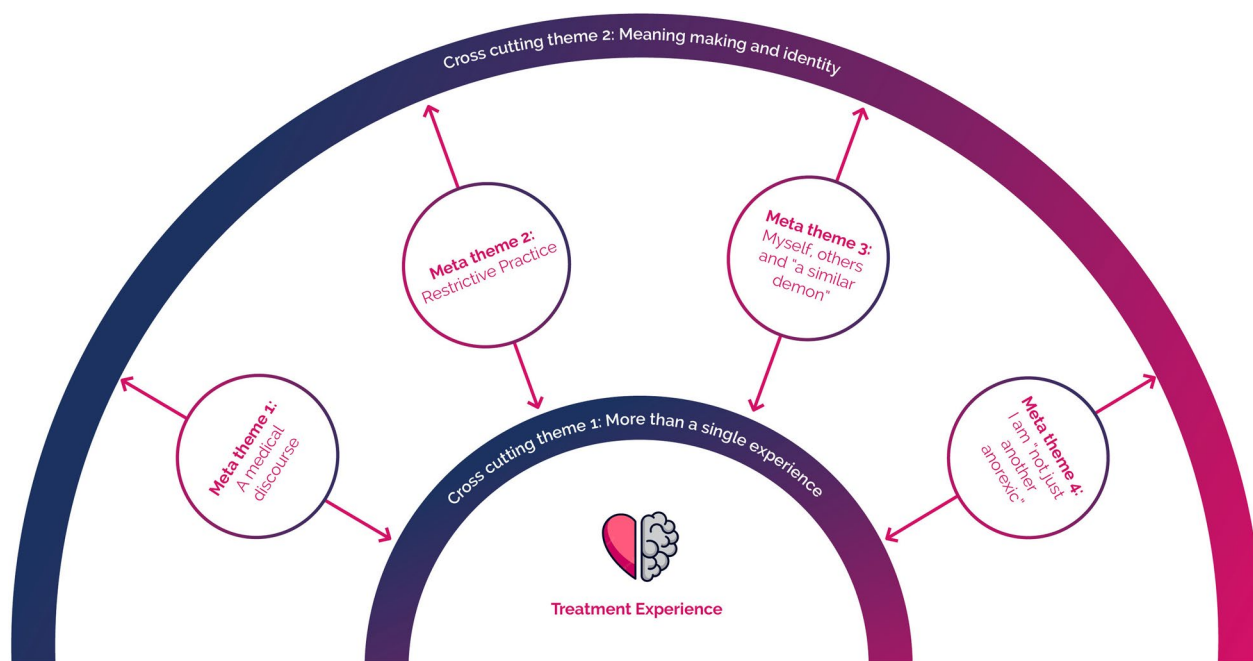 Cross cutting theme 2: Meaning making and identity
Meta theme 1:
A medical
discourse
Meta theme 2:
Restrictive Practice
Meta theme 3:
Myself, others
and "a similar
demon"
Meta theme 4:
I am " not just
another
anorexic"
Cross cutting theme 1: More than a single experience
Treatment Experience